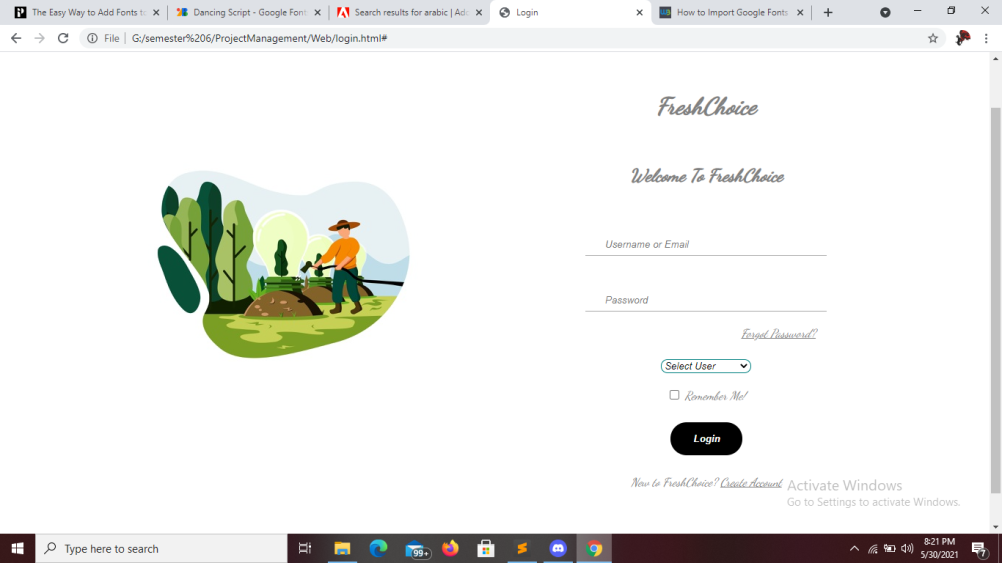 The Easy Way to Add Fonts to
Dancing Script - Google Font
Search results for arabic | Ado
Login
How to Import Google Fonts
File
G:/semester%206/ProjectManagement/Web/login.html#
FreshChoice
Welcome To FreshChoice
Username or Email
Password
Forgot Password?
Select User
Remember Me!
Login
New to FreshChoice? Create Account
Activate Windows
Go to Settings to activate Windows.
Type here to search
99+
8:21 PM
5/30/2021
7